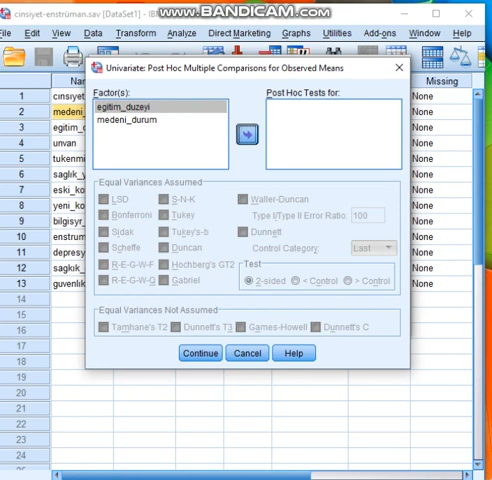 cinsiyet-enstrüman.sav [DataSet1] - IB
www.BANDICAM.com
File Edit View Data Transform Analyze Direct Marketing Graphs Utilities Add-ons Window Help
Missing
1 None
2 medeni_ None
3 egitim_d None
4 unvan None
5 tukenmi None
6 saglık_y None
7 eski_ko None
8 yeni_ko None
9 bilgisyr_ None
10 enstrum None
11 depresy None
12 None
13 guvenlık None
14
15
16
17
18
19
20
21
22
23
24
Univariate: Post Hoc Multiple Comparisons for Observed Means
Factor(s):
egitim_duzeyi
medeni_durum
Post Hoc Tests for:
Equal Variances Assumed
LSD S-N-K Waller-Duncan
Bonferroni Tukey Type I/Type II Error Ratio: 100
Sidak Tukey's-b Dunnett
Scheffe Duncan Control Category: Last
R-E-G-W-F Hochberg's GT2 Test
R-E-G-W-Q Gabriel 2-sided < Control > Control
Equal Variances Not Assumed
Tamhane's T2 Dunnett's T3 Games-Howell Dunnett's C
Continue Cancel Help